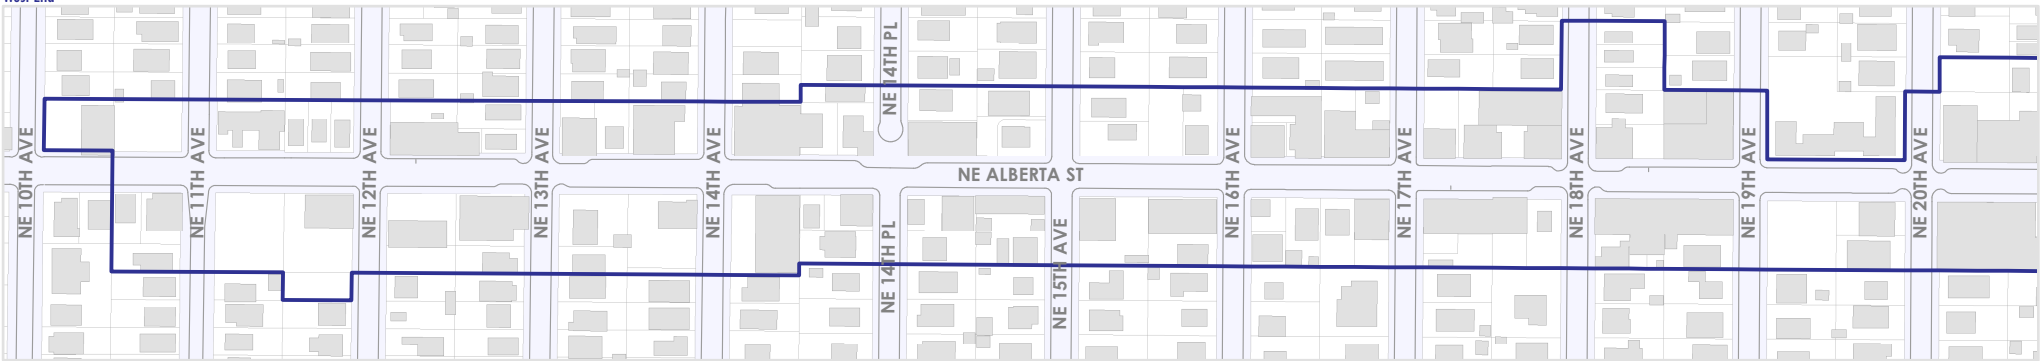 West End
NE 14TH PL
NE 10TH AVE
NE 11TH AVE
NE 12TH AVE
NE 13TH AVE
NE 14TH AVE
NE 16TH AVE
NE 17TH AVE
NE 18TH AVE
NE 19TH AVE
NE 20TH AVE
NE ALBERTA ST
NE 14TH PL
NE 15TH AVE